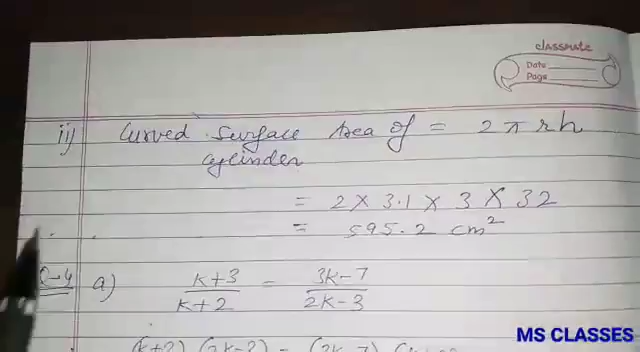 classmate
Date
Page
ii) Curved Surface Area of = 2πrh
cylinder
= 2 × 3.1 × 3 × 32
= 595.2 cm²
Q-4 a) k+3/k+2 = 3k-7/2k-3
MS CLASSES